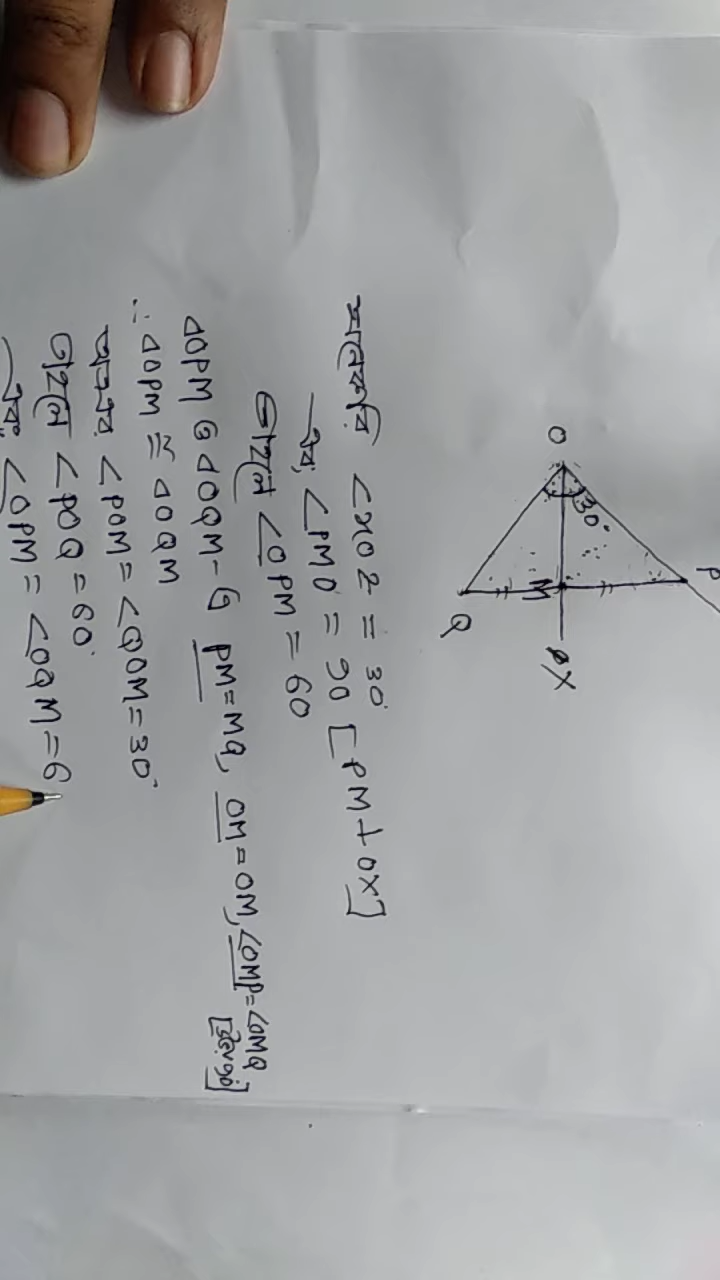 O
30°
P
Q
M
X
মনেকরি <XOZ = 30°
এবং <PMO = 90 [PM⊥OX]
তাহলে <OPM = 60
ΔOPM ও ΔOQM-এ PM=MQ, OM=OM, <OMP=<OMQ
∴ ΔOPM ≅ ΔOQM
অতএব <POM = <QOM = 30°
তাহলে <POQ = 60°
এবং <OPM = <OQM = 6